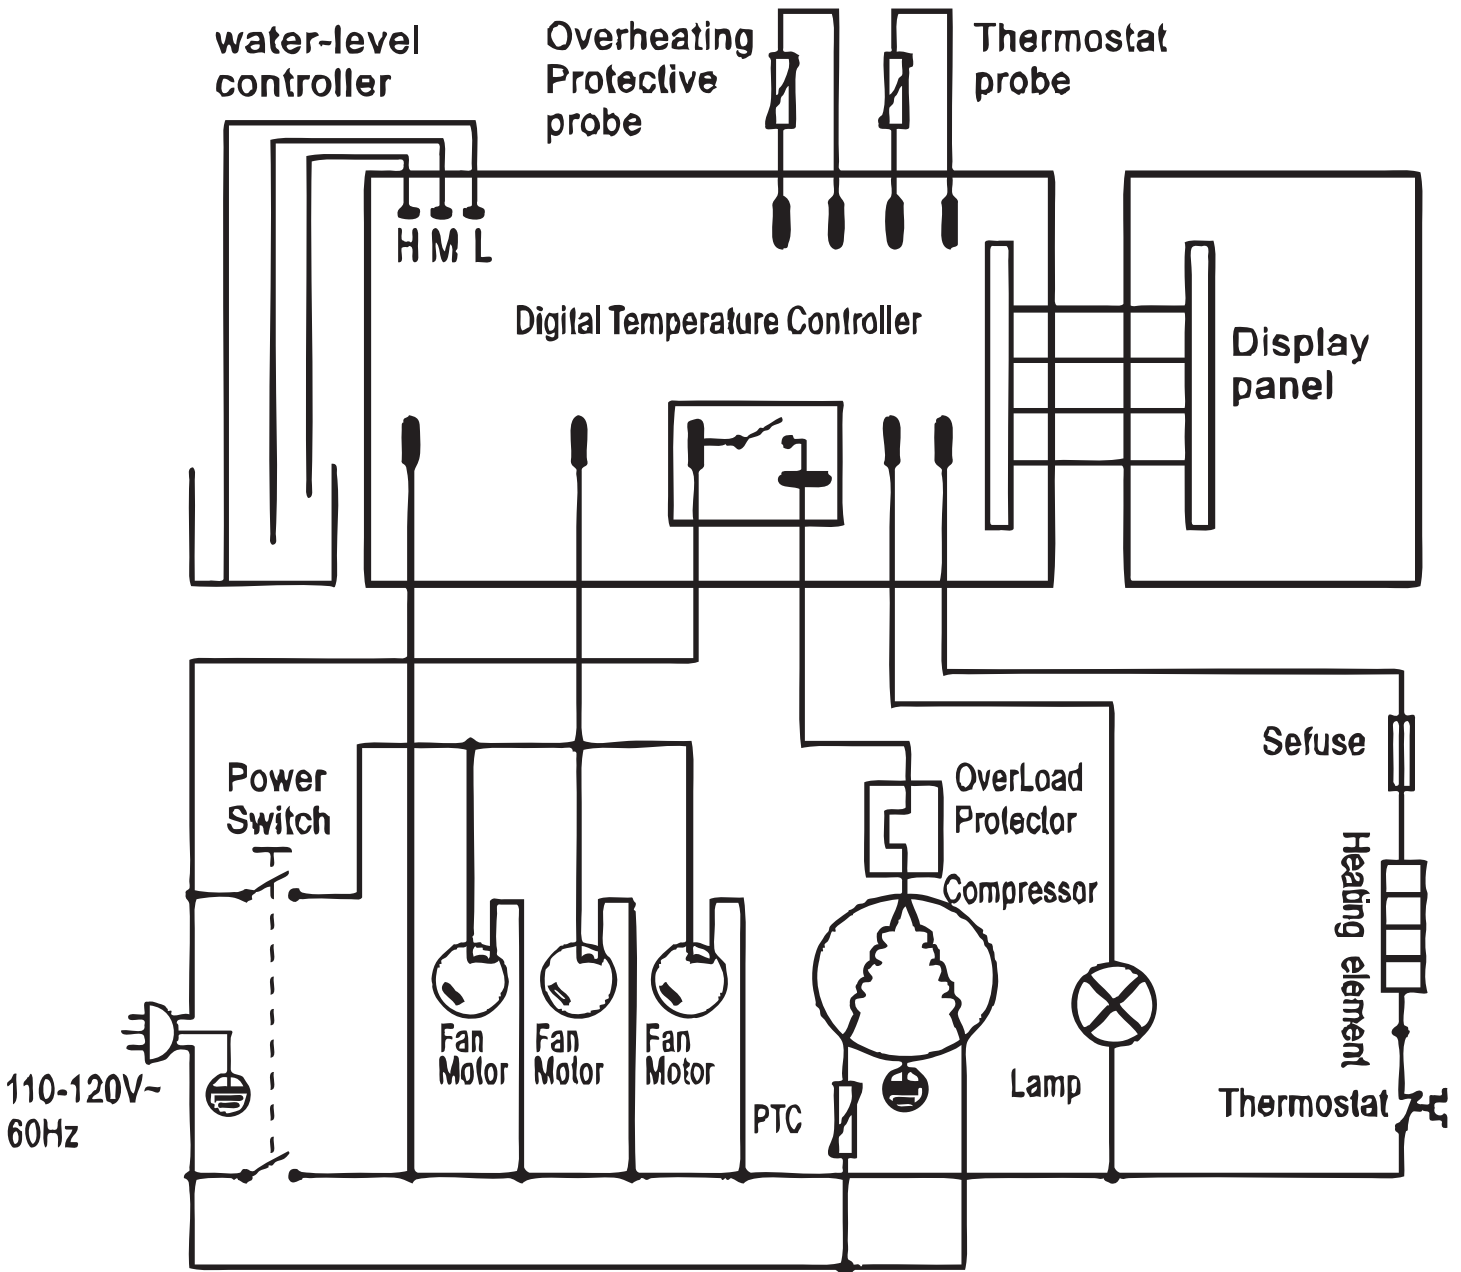 water-level
controller
Overheating
Protective
probe
Thermostat
probe
H M L
Digital Temperature Controller
Display
panel
Power
Switch
OverLoad
Protector
Compressor
Sefuse
Heating element
Fan
Motor
Fan
Motor
Fan
Motor
110-120V~
60Hz
PTC
Lamp
Thermostat